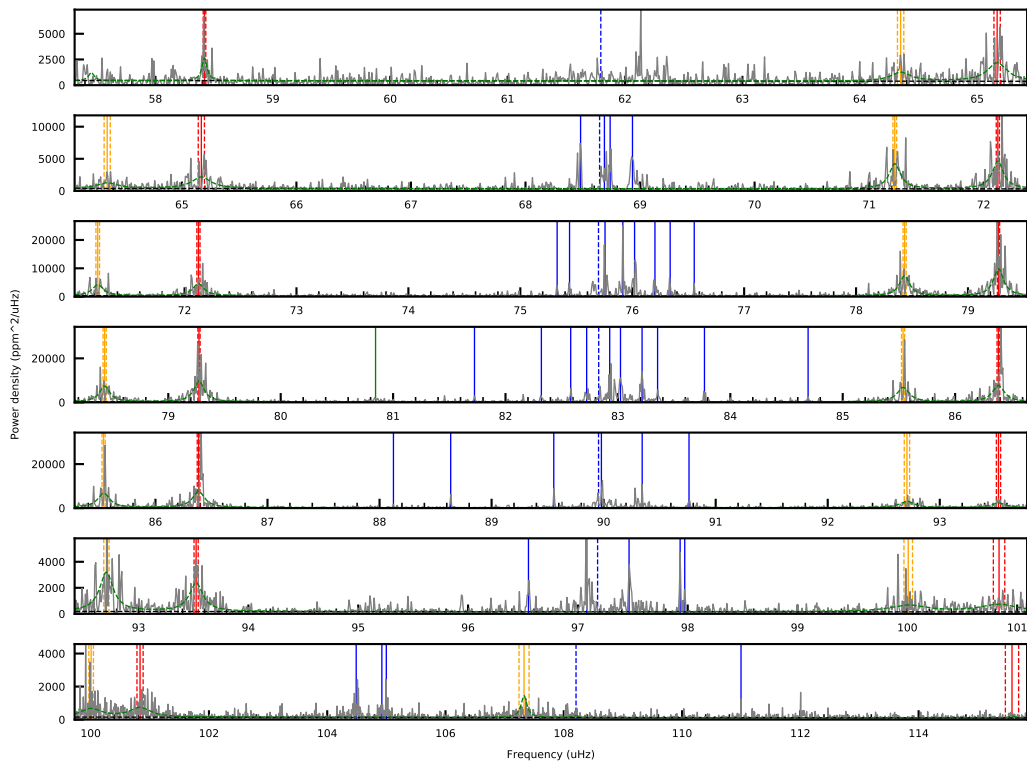 5000
2500
0
58 59 60 61 62 63 64 65
10000
5000
0
65 66 67 68 69 70 71 72
20000
10000
0
72 73 74 75 76 77 78 79
20000
0
79 80 81 82 83 84 85 86
Power density (ppm^2/uHz)
20000
0
86 87 88 89 90 91 92 93
4000
2000
0
93 94 95 96 97 98 99 100 101
4000
2000
0
100 102 104 106 108 110 112 114
Frequency (uHz)